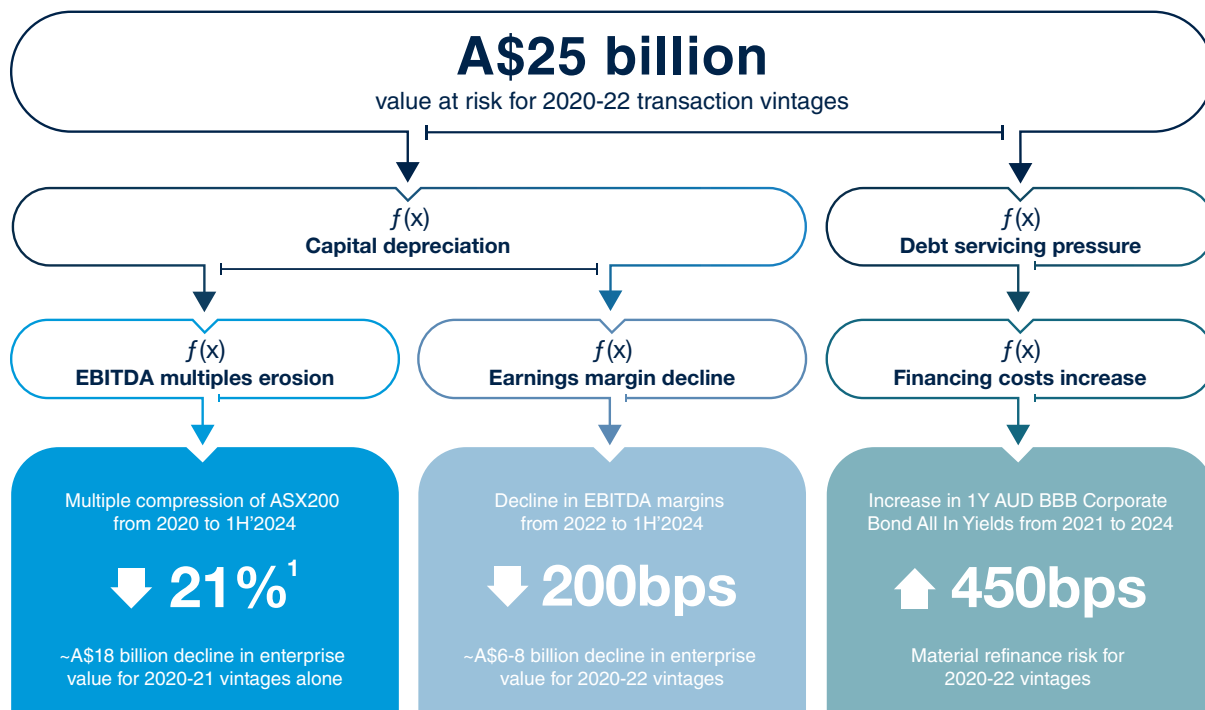 A$25 billion
value at risk for 2020-22 transaction vintages
f(x)
Capital depreciation
f(x)
Debt servicing pressure
f(x)
EBITDA multiples erosion
f(x)
Earnings margin decline
f(x)
Financing costs increase
Multiple compression of ASX200
from 2020 to 1H'2024
21%¹
~A$18 billion decline in enterprise
value for 2020-21 vintages alone
Decline in EBITDA margins
from 2022 to 1H'2024
200bps
~A$6-8 billion decline in enterprise
value for 2020-22 vintages
Increase in 1Y AUD BBB Corporate
Bond All In Yields from 2021 to 2024
450bps
Material refinance risk for
2020-22 vintages